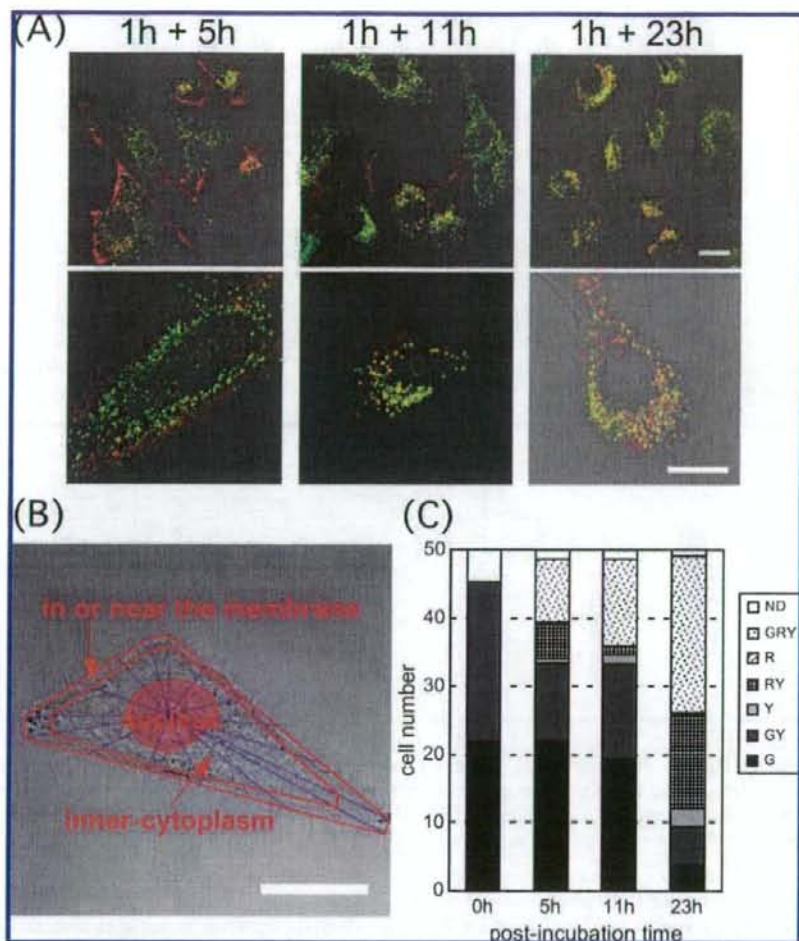 (A)
1h + 5h 1h + 11h 1h + 23h
(B)
in or near the membrane
inner-cytoplasm
(C)
50
40
30
20
10
0
cell number
0h 5h 11h 23h
post-incubation time
ND
GRY
R
RY
Y
GY
G